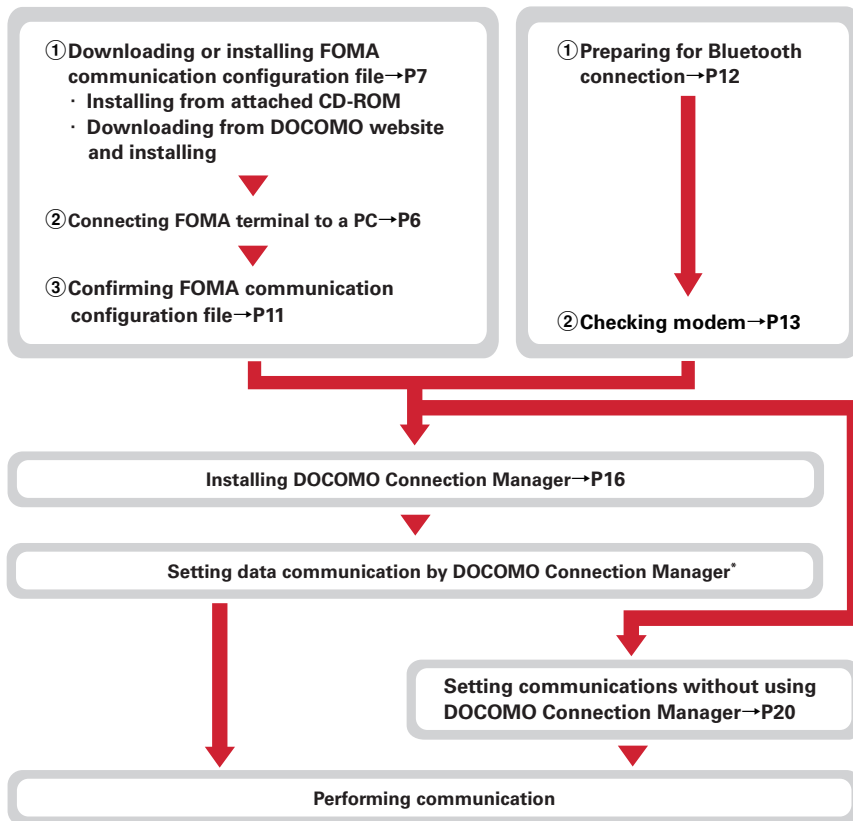 ①Downloading or installing FOMA
communication configuration file→P7
・ Installing from attached CD-ROM
・ Downloading from DOCOMO website
and installing
②Connecting FOMA terminal to a PC→P6
③Confirming FOMA communication
configuration file→P11
①Preparing for Bluetooth
connection→P12
②Checking modem→P13
Installing DOCOMO Connection Manager→P16
Setting data communication by DOCOMO Connection Manager*
Setting communications without using
DOCOMO Connection Manager→P20
Performing communication